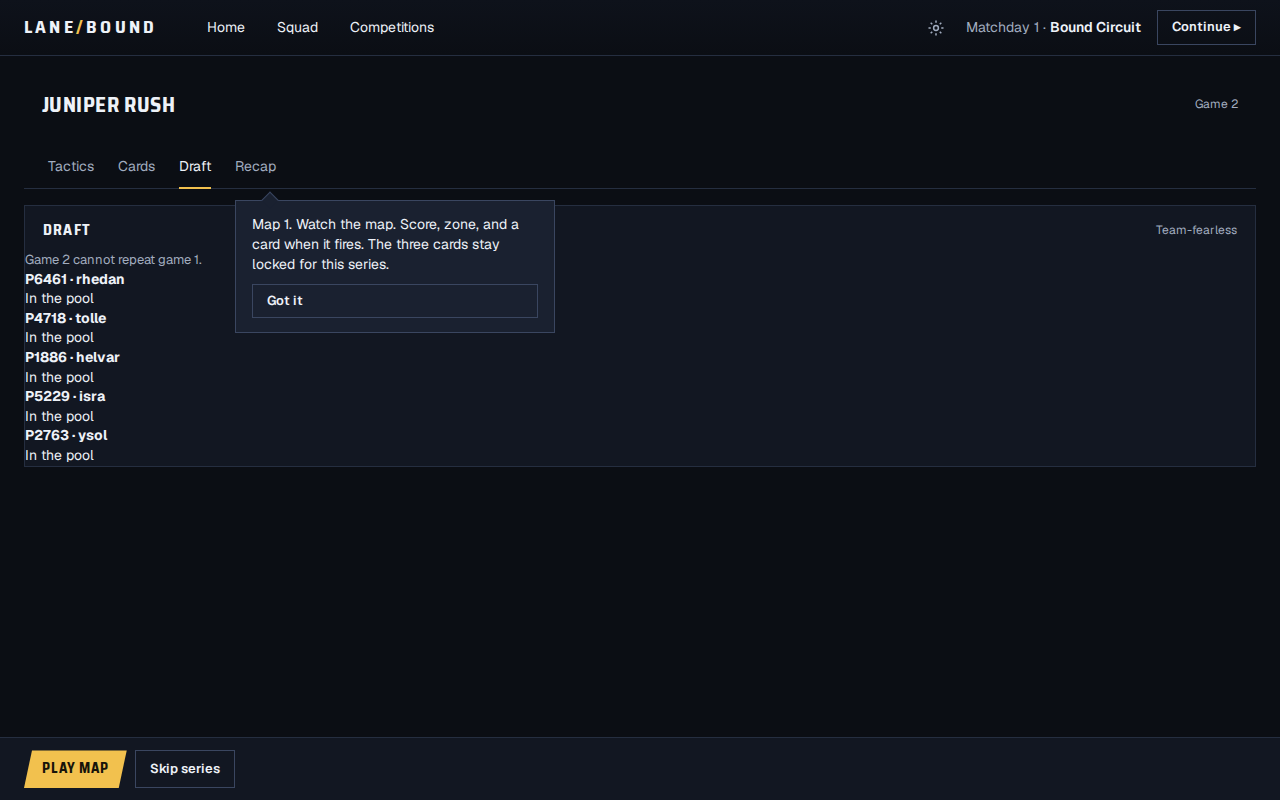 LANE/BOUND
Home Squad Competitions
Matchday 1 · Bound Circuit
Continue ▸
JUNIPER RUSH
Game 2
Tactics Cards Draft Recap
DRAFT
Team-fearless
Game 2 cannot repeat game 1.
P6461 · rhedan
In the pool
P4718 · tolle
In the pool
P1886 · helvar
In the pool
P5229 · isra
In the pool
P2763 · ysol
In the pool
Map 1. Watch the map. Score, zone, and a
card when it fires. The three cards stay
locked for this series.
Got it
PLAY MAP
Skip series